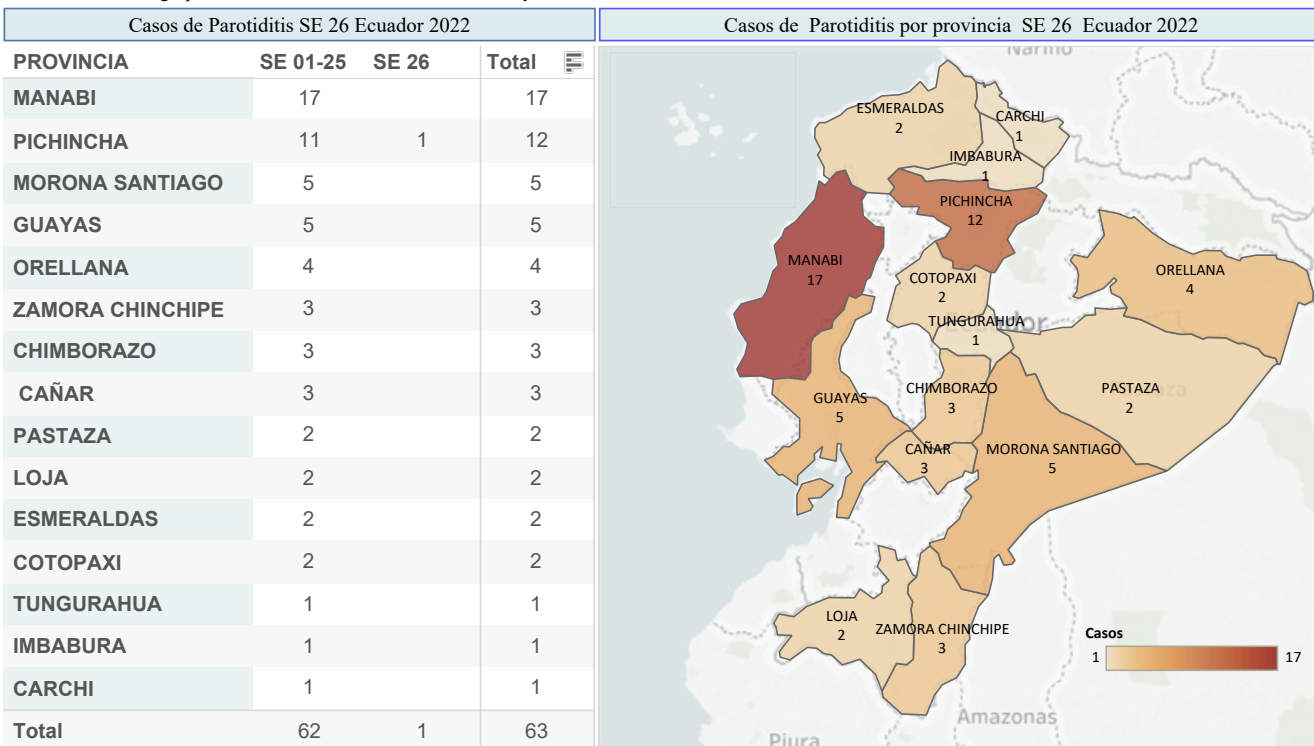 Casos de Parotiditis SE 26 Ecuador 2022
PROVINCIA SE 01-25 SE 26 Total
MANABI 17 17
PICHINCHA 11 1 12
MORONA SANTIAGO 5 5
GUAYAS 5 5
ORELLANA 4 4
ZAMORA CHINCHIPE 3 3
CHIMBORAZO 3 3
CAÑAR 3 3
PASTAZA 2 2
LOJA 2 2
ESMERALDAS 2 2
COTOPAXI 2 2
TUNGURAHUA 1 1
IMBABURA 1 1
CARCHI 1 1
Total 62 1 63
Casos de Parotiditis por provincia SE 26 Ecuador 2022
Nariño
ESMERALDAS
2
CARCHI
1
IMBABURA
1
PICHINCHA
12
MANABI
17
COTOPAXI
2
ORELLANA
4
TUNGURAHUA
1
Ecuador
CHIMBORAZO
3
PASTAZA
2
GUAYAS
5
CAÑAR
3
MORONA SANTIAGO
5
LOJA
2
ZAMORA CHINCHIPE
3
Casos
1 17
Amazonas
Piura